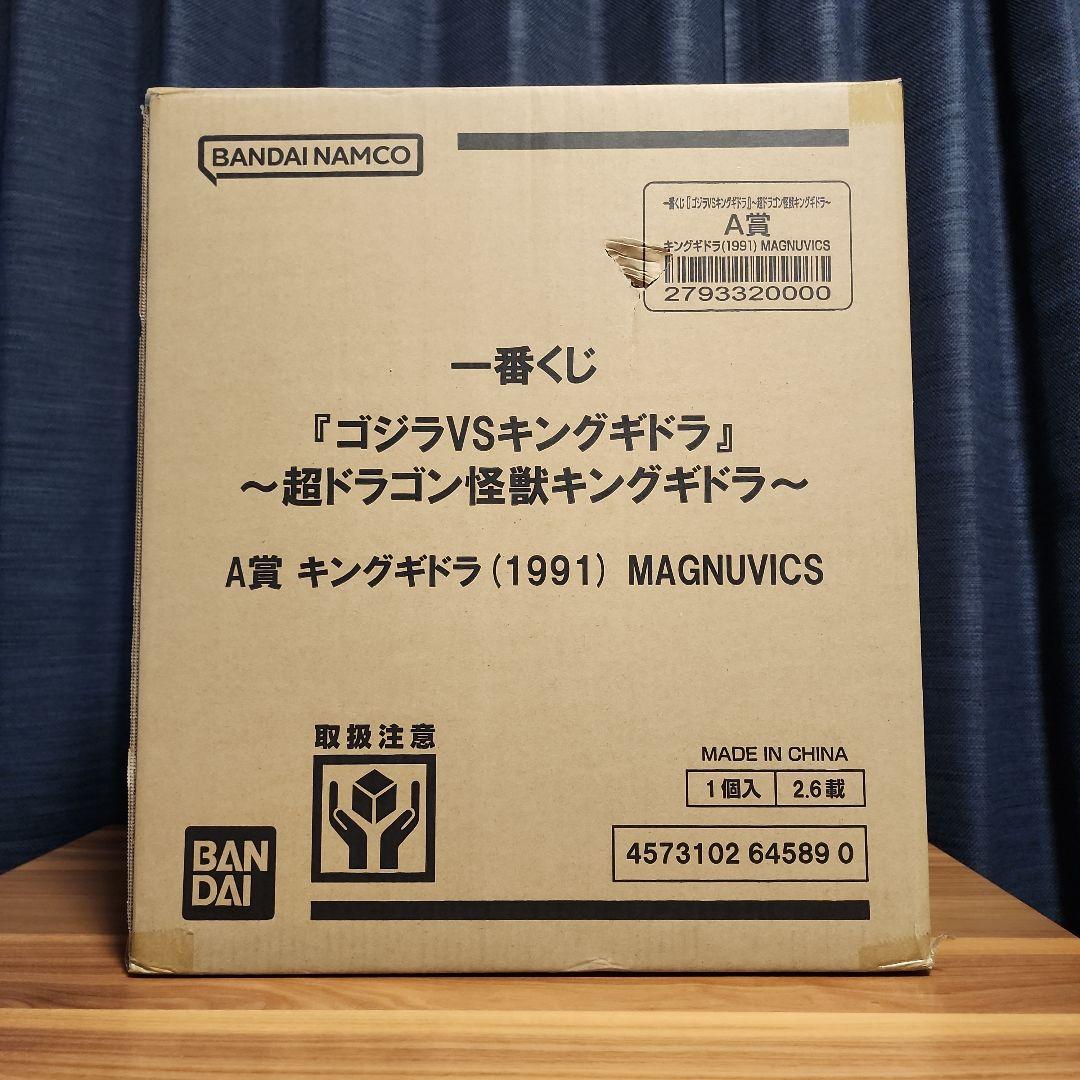 BANDAI NAMCO
一番くじ『ゴジラVSキングギドラ』～超ドラゴン怪獣キングギドラ～
A賞
キングギドラ(1991) MAGNUVICS
2793320000
一番くじ
『ゴジラVSキングギドラ』
～超ドラゴン怪獣キングギドラ～
A賞 キングギドラ(1991) MAGNUVICS
取扱注意
MADE IN CHINA
1個入 2.6載
4573102 64589 0
BAN
DAI